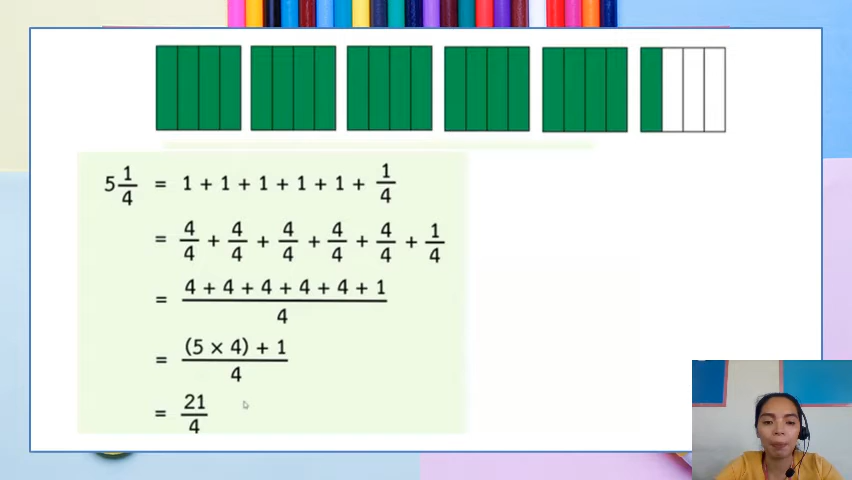 5 1/4 = 1 + 1 + 1 + 1 + 1 + 1/4
= 4/4 + 4/4 + 4/4 + 4/4 + 4/4 + 1/4
= (4 + 4 + 4 + 4 + 4 + 1)/4
= ((5 × 4) + 1)/4
= 21/4